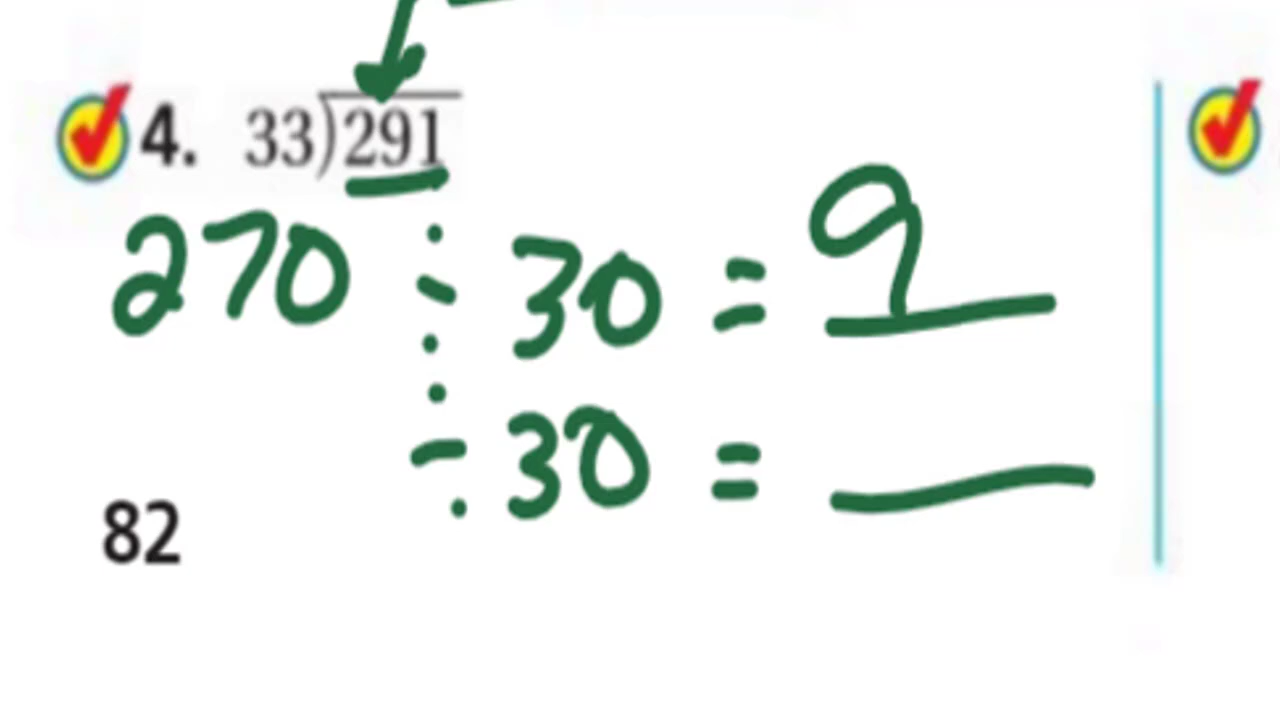 4. 33)291
270 ÷ 30 = 9
÷ 30 =
82